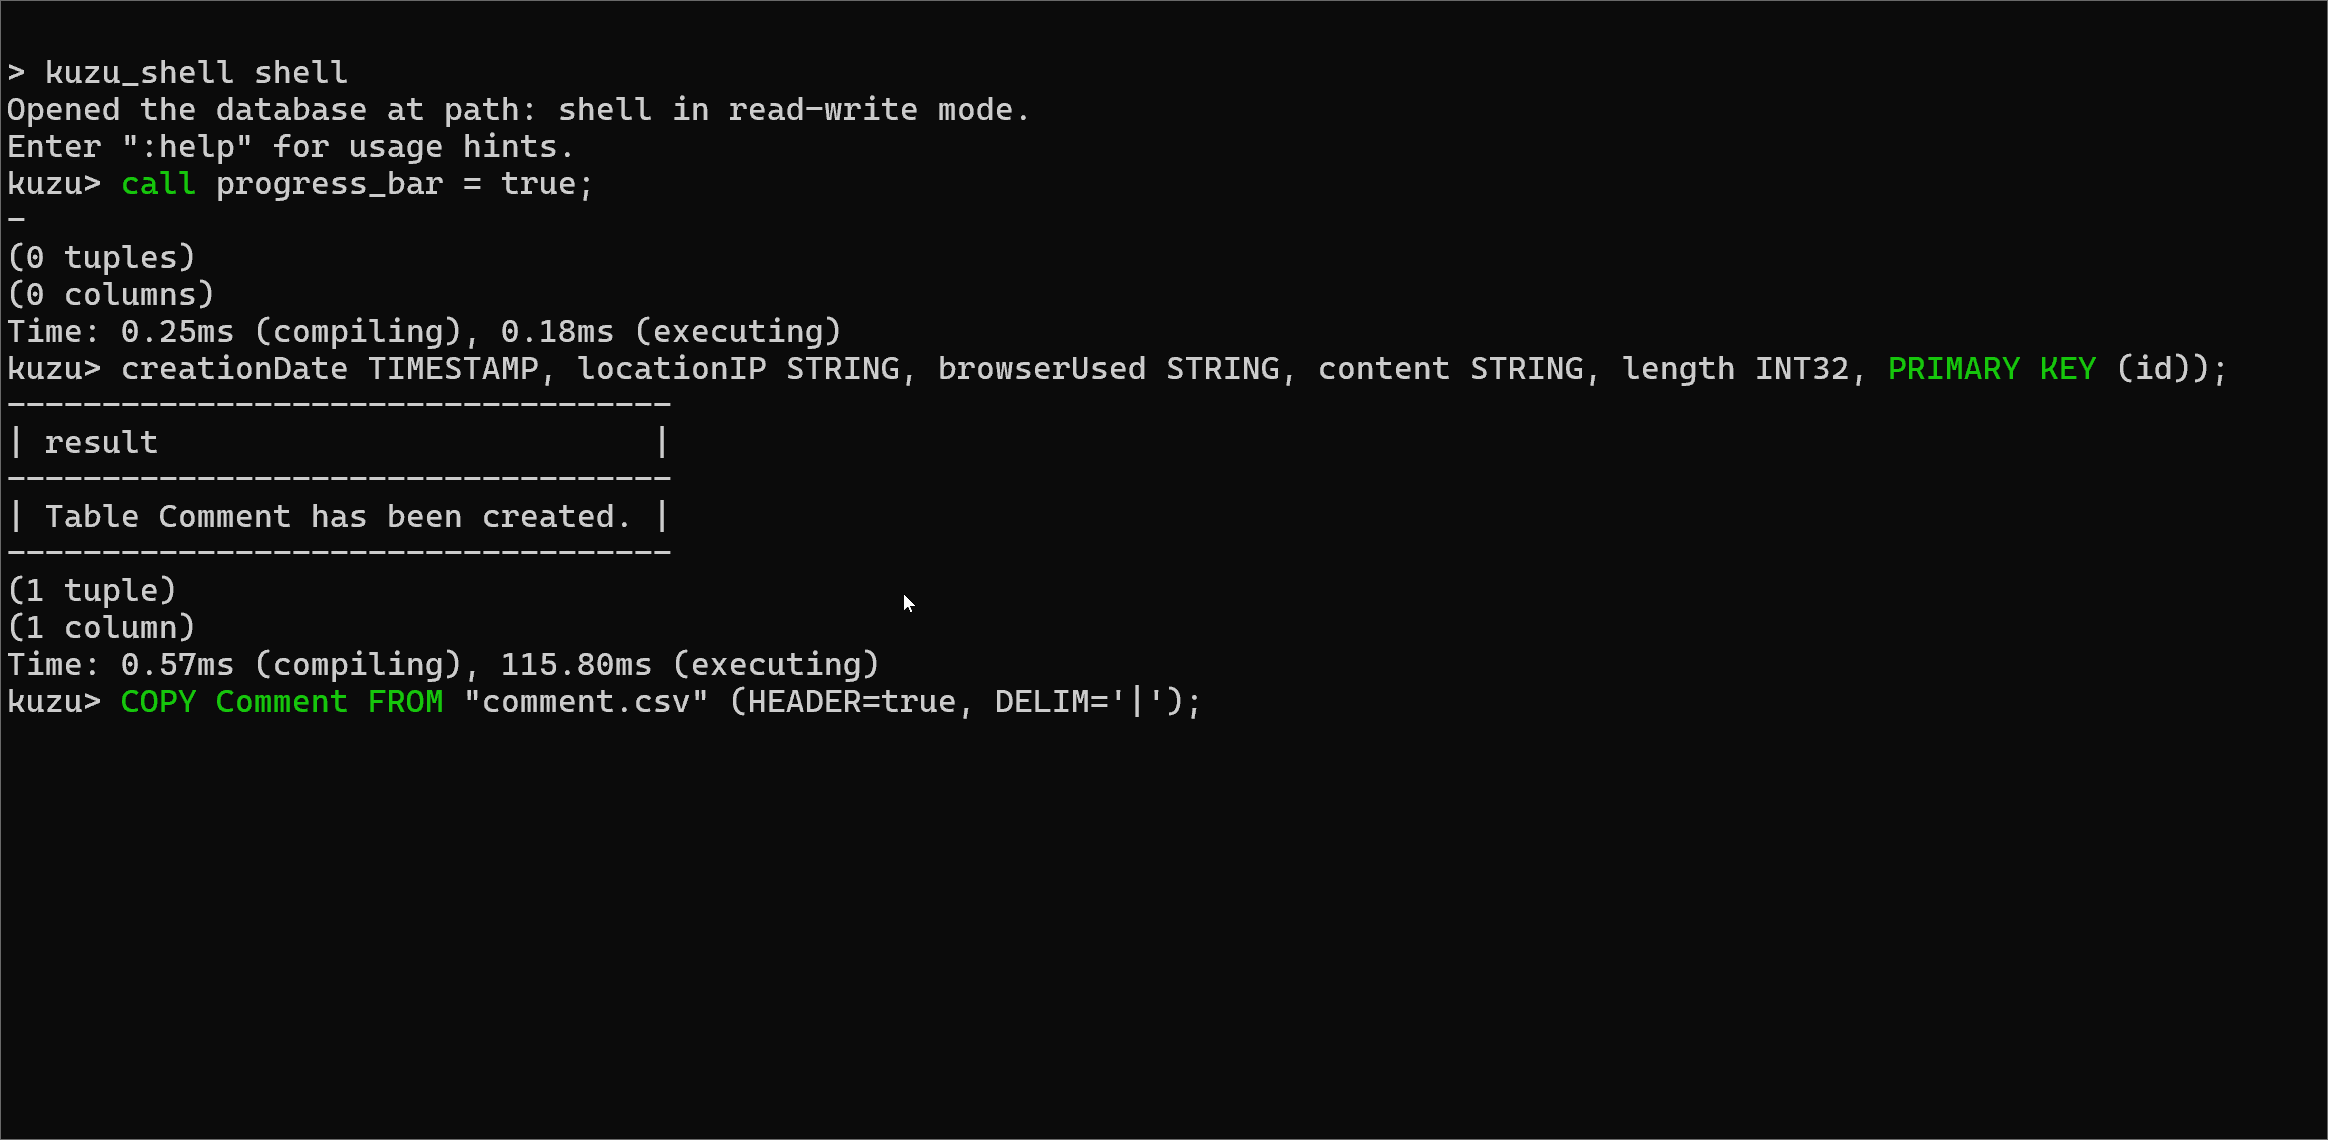 > kuzu_shell shell
Opened the database at path: shell in read-write mode.
Enter ":help" for usage hints.
kuzu> call progress_bar = true;
-
(0 tuples)
(0 columns)
Time: 0.25ms (compiling), 0.18ms (executing)
kuzu> creationDate TIMESTAMP, locationIP STRING, browserUsed STRING, content STRING, length INT32, PRIMARY KEY (id));
-----------------------------------
| result                          |
-----------------------------------
| Table Comment has been created. |
-----------------------------------
(1 tuple)
(1 column)
Time: 0.57ms (compiling), 115.80ms (executing)
kuzu> COPY Comment FROM "comment.csv" (HEADER=true, DELIM='|');